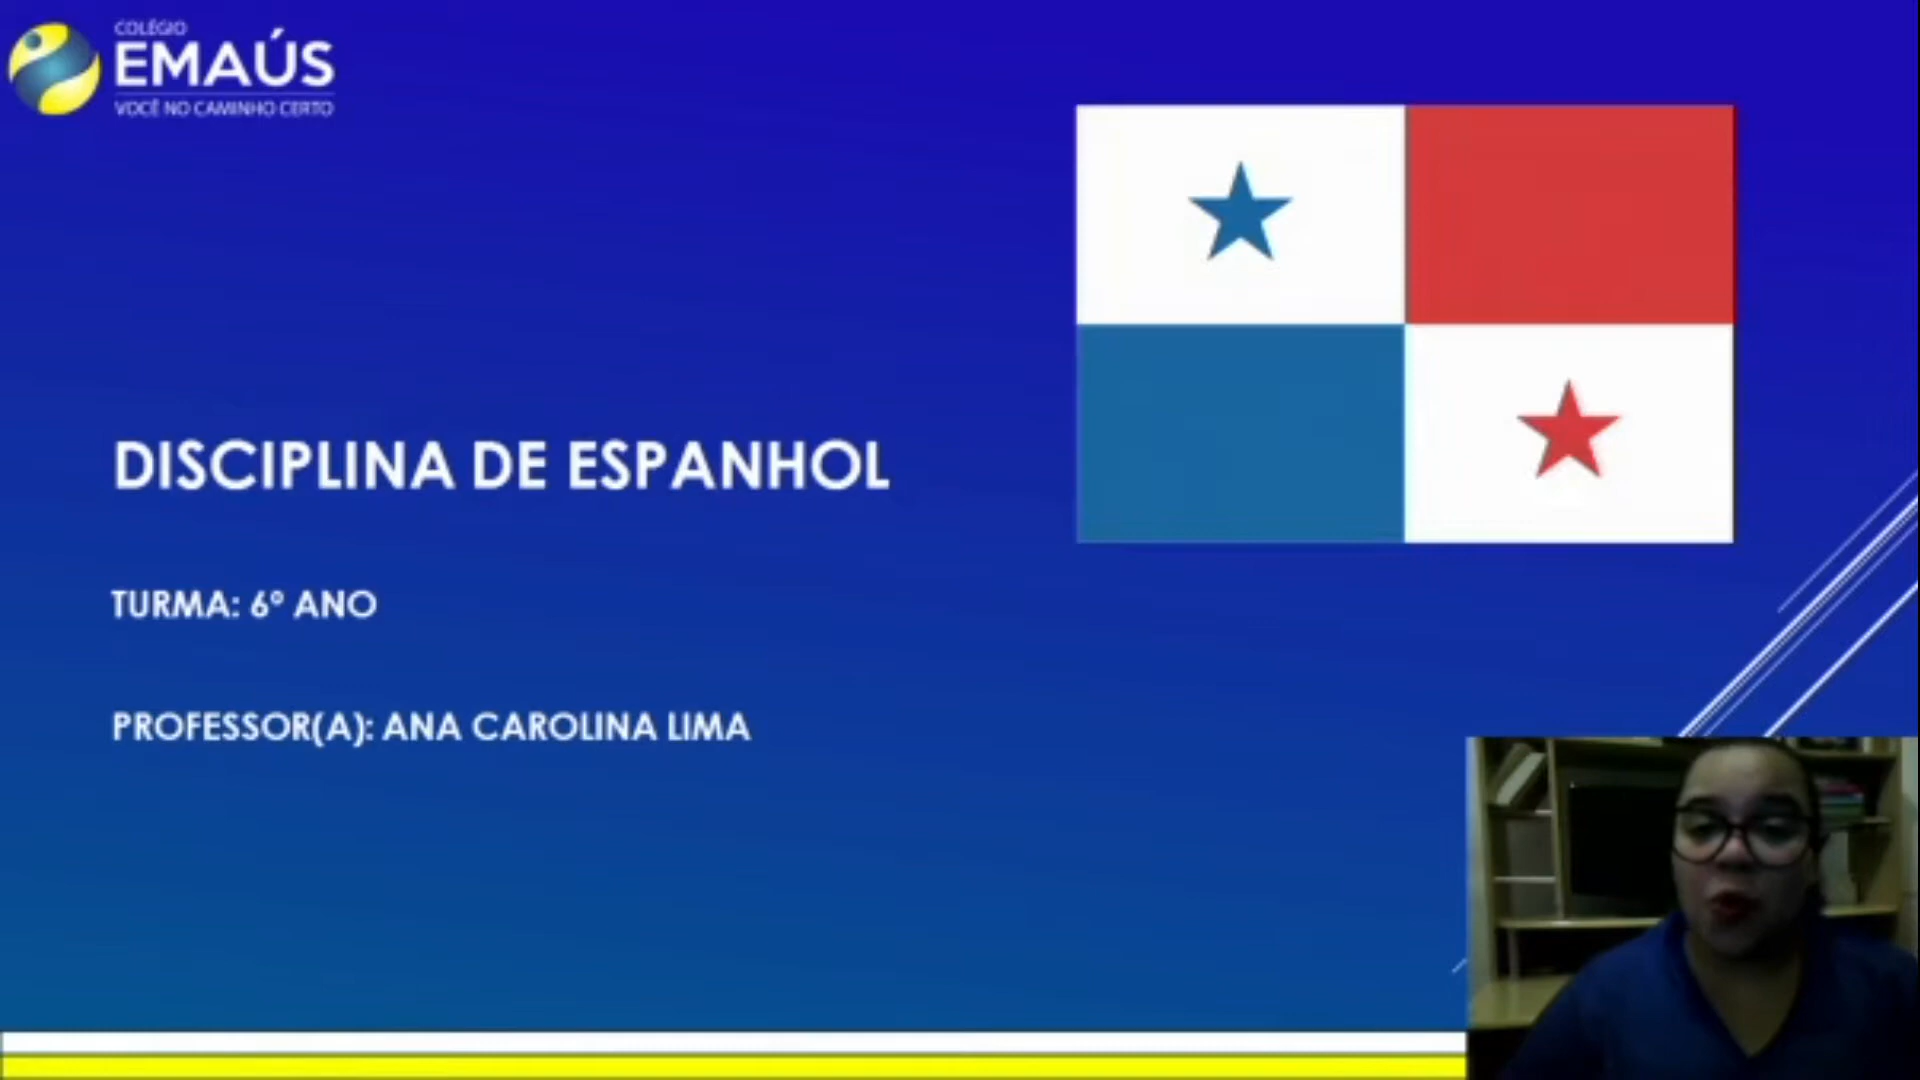 COLÉGIO
EMAÚS
VOCÊ NO CAMINHO CERTO
DISCIPLINA DE ESPANHOL
TURMA: 6º ANO
PROFESSOR(A): ANA CAROLINA LIMA